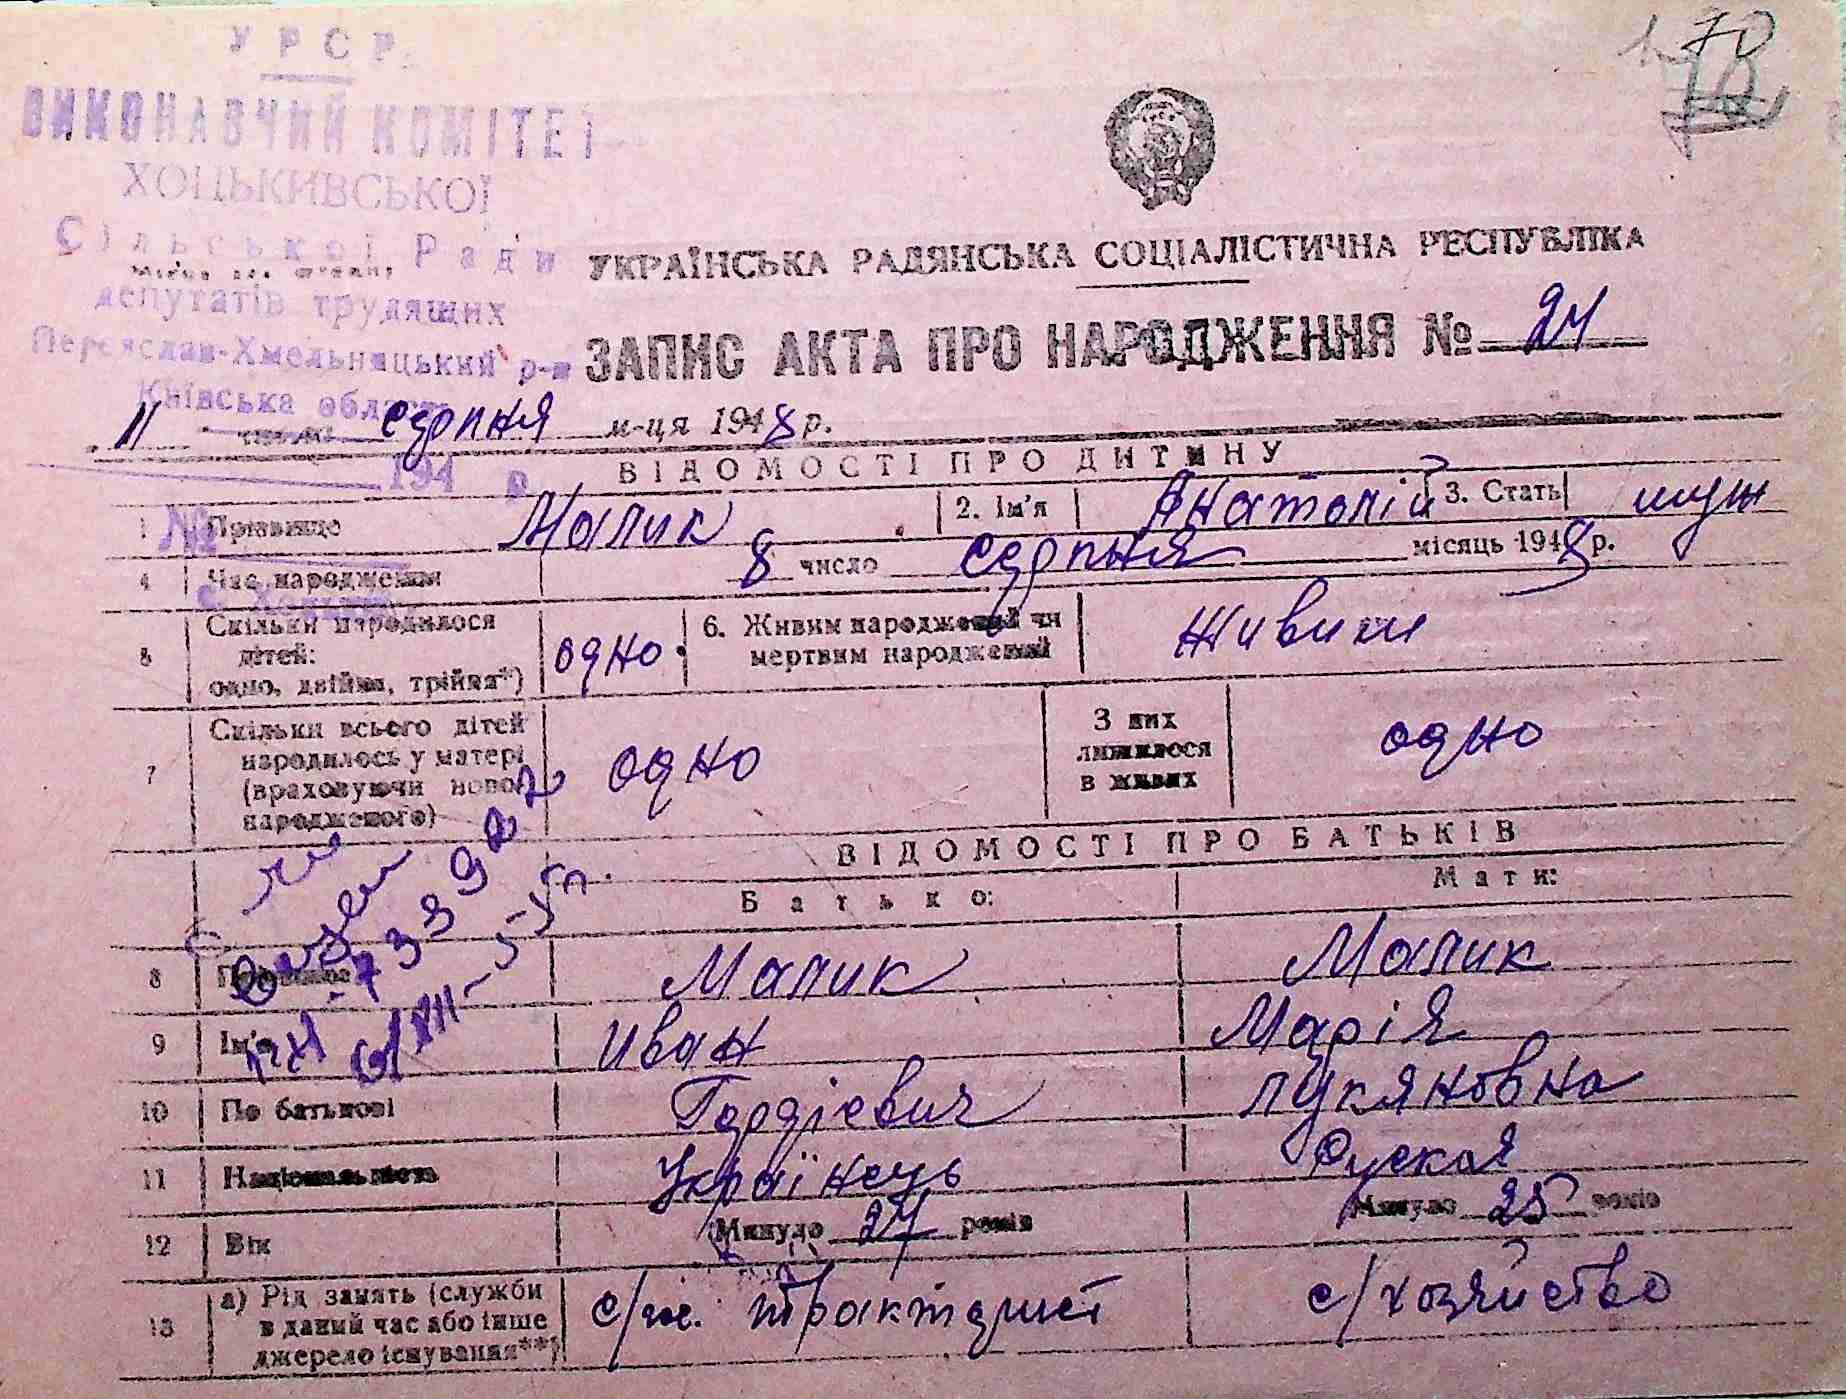 УРСР.
ВИКОНАВЧИЙ КОМІТЕТ
ХОЦЬКИВСЬКОЇ
Сільської Ради
депутатів трудящих
Переяслав-Хмельницький р-н
Київська область
УКРАЇНСЬКА РАДЯНСЬКА СОЦІАЛІСТИЧНА РЕСПУБЛІКА
ЗАПИС АКТА ПРО НАРОДЖЕННЯ № 24
11 серпня м-ця 1948 р.
194 р.
ВІДОМОСТІ ПРО ДИТИНУ
1 Прізвище Малик 2. Ім'я Анатолій 3. Стать муж
4 Час народження 8 число серпня місяць 1948 р.
5 Скільки народилося дітей: одно, двійня, трійня*) одно. 6. Живим народжений чи мертвим народжений Живим
7 Скільки всього дітей народилось у матері (враховуючи новонародженого) одно З них лишилося в живих одно
ВІДОМОСТІ ПРО БАТЬКІВ
Батько: Мати:
8 Прізвище Малик Малик
9 Ім'я Иван Марія
10 По батькові Гордієвич Лукяновна
11 Національність Українець Руская
12 Вік Минуло 27 років Минуло 25 років
13 а) Рід занять (служби в даний час або інше джерело існування**) с/г. тракторист с/хозяйство